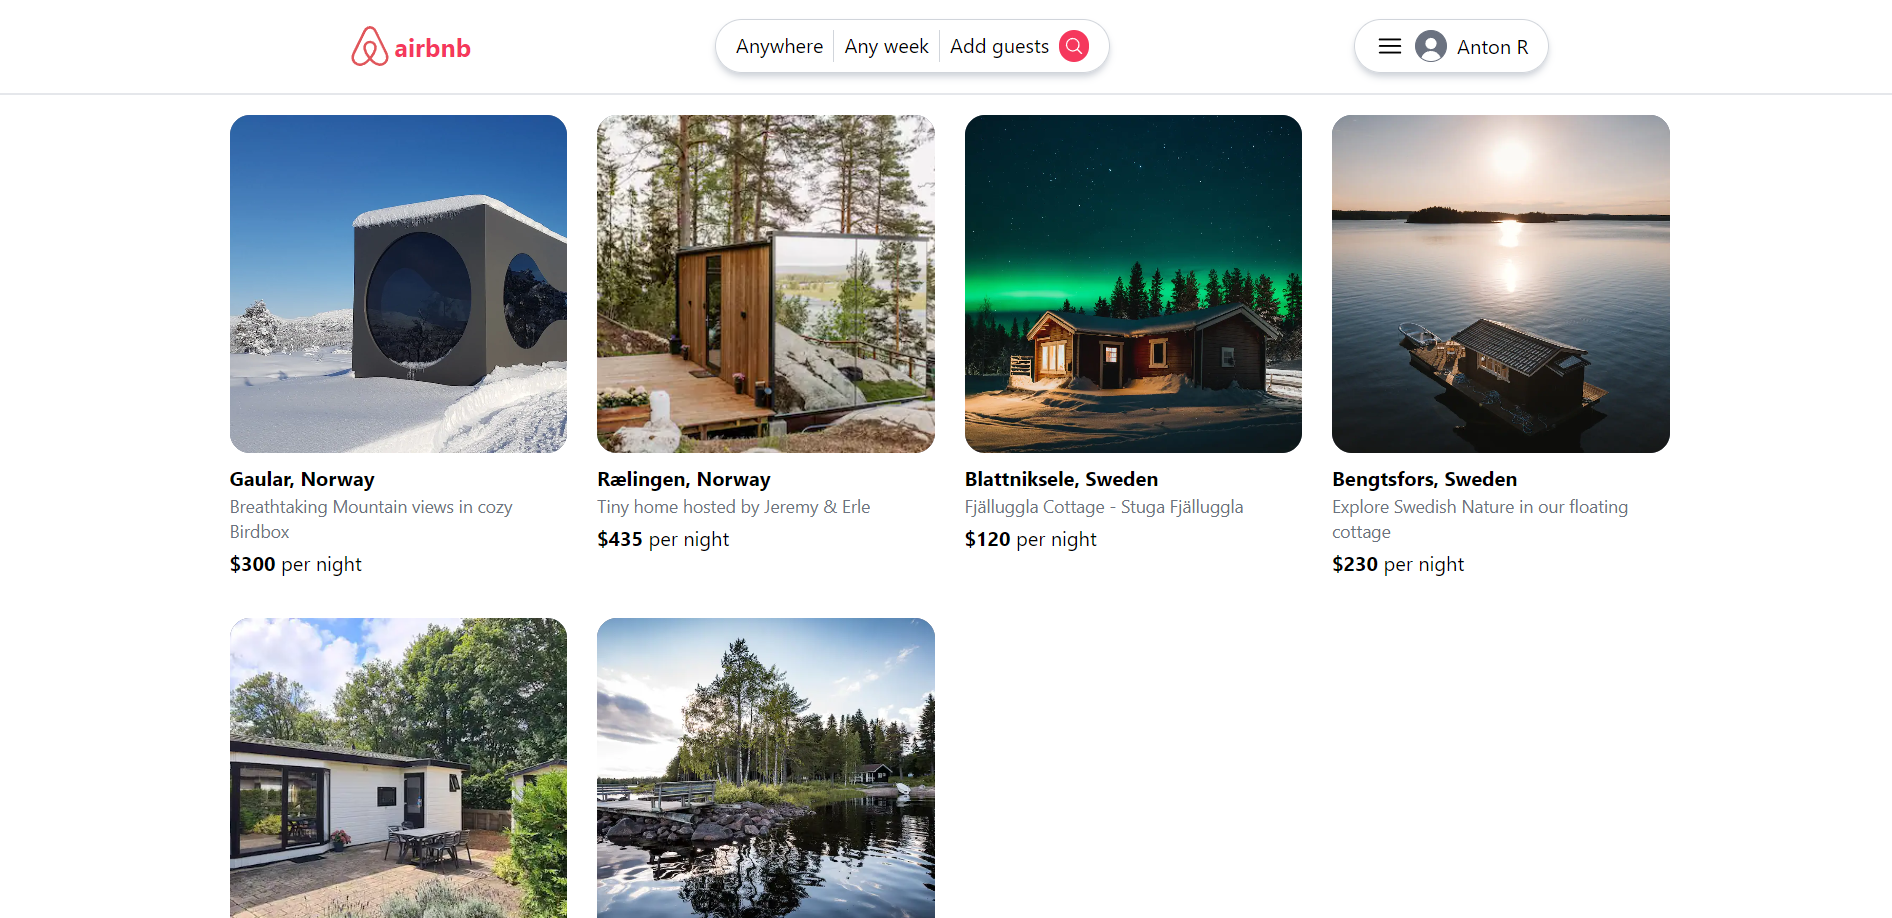 airbnb
Anywhere
Any week
Add guests
Anton R
Gaular, Norway
Breathtaking Mountain views in cozy
Birdbox
$300 per night
Rælingen, Norway
Tiny home hosted by Jeremy & Erle
$435 per night
Blattniksele, Sweden
Fjälluggla Cottage - Stuga Fjälluggla
$120 per night
Bengtsfors, Sweden
Explore Swedish Nature in our floating
cottage
$230 per night